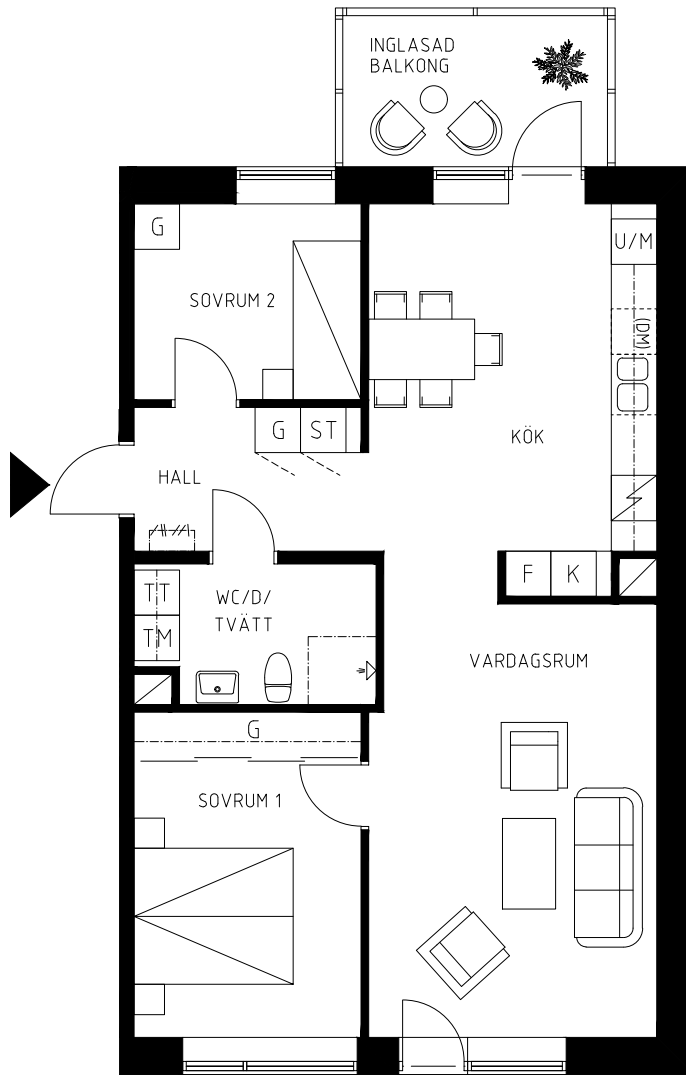 INGLASAD
BALKONG
G
U/M
SOVRUM 2
(DM)
G ST
KÖK
HALL
F K
TT
WC/D/
TVÄTT
TM
VARDAGSRUM
G
SOVRUM 1